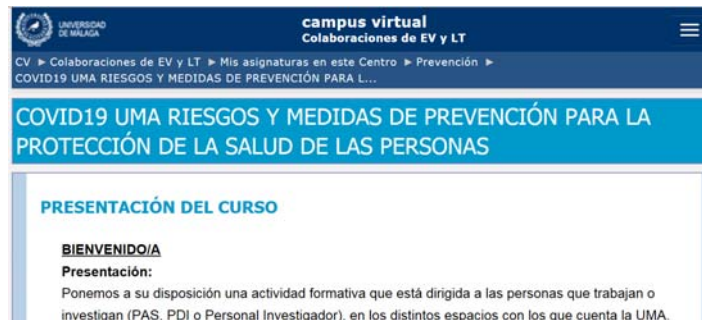 UNIVERSIDAD
DE MÁLAGA
campus virtual
Colaboraciones de EV y LT
CV ► Colaboraciones de EV y LT ► Mis asignaturas en este Centro ► Prevención ►
COVID19 UMA RIESGOS Y MEDIDAS DE PREVENCIÓN PARA L...
COVID19 UMA RIESGOS Y MEDIDAS DE PREVENCIÓN PARA LA
PROTECCIÓN DE LA SALUD DE LAS PERSONAS
PRESENTACIÓN DEL CURSO
BIENVENIDO/A
Presentación:
Ponemos a su disposición una actividad formativa que está dirigida a las personas que trabajan o
investigan (PAS, PDI o Personal Investigador), en los distintos espacios con los que cuenta la UMA.